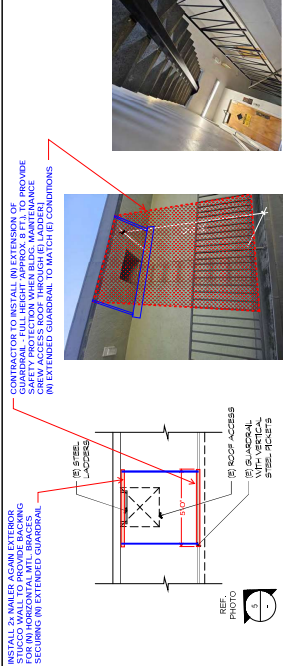 INSTALL 2x NAILER AGAIN EXTERIOR
STUCCO WALL TO PROVIDE BACKING
FOR (N) HORIZONTAL MTL. BRACES
SECURING (N) EXTENDED GUARDRAIL
CONTRACTOR TO INSTALL (N) EXTENSION OF
GUARDRAIL - FULL HEIGHT "APPROX. 8 FT.), TO PROVIDE
SAFETY PROTECTION WHEN BLDG. MAINTENANCE
CREW ACCESS ROOF THROUGH (E) LADDER.)
(N) EXTENDED GUARDRAIL TO MATCH (E) CONDITIONS
(E) STEEL
LADDERS
5'-0"
(E) ROOF ACCESS
(E) GUARDRAIL
WITH VERTICAL
STEEL PICKETS
REF.
PHOTO
5
-